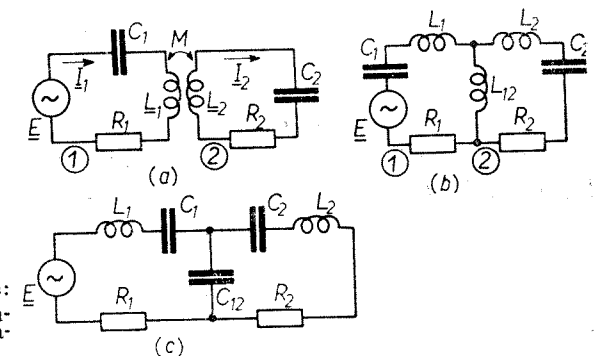 C₁ M
I₁ I₂
L₁ L₂ C₂
E R₁ R₂
① ②
(a)
L₁ L₂
C₁ C₂
L₁₂
E R₁ R₂
① ②
(b)
L₁ C₁ C₂ L₂
E C₁₂
R₁ R₂
(c)